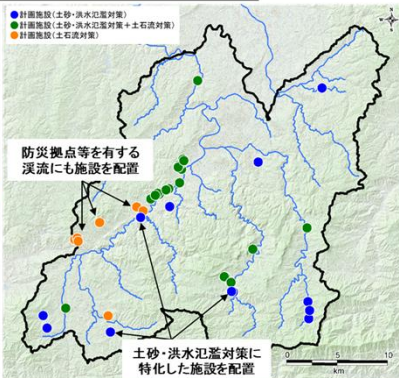 計画施設(土砂・洪水氾濫対策)
計画施設(土砂・洪水氾濫対策+土石流対策)
計画施設(土石流対策)
防災拠点等を有する
渓流にも施設を配置
土砂・洪水氾濫対策に
特化した施設を配置
0 5 10
km